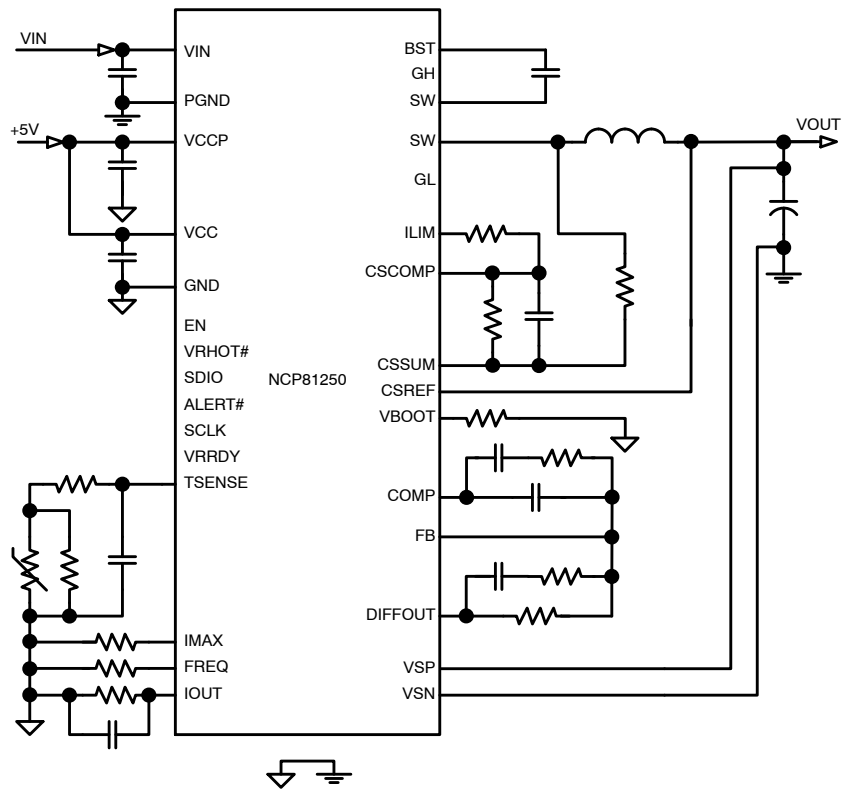 VIN
+5V
VIN
PGND
VCCP
VCC
GND
EN
VRHOT#
SDIO
ALERT#
SCLK
VRRDY
TSENSE
IMAX
FREQ
IOUT
NCP81250
BST
GH
SW
SW
GL
ILIM
CSCOMP
CSSUM
CSREF
VBOOT
COMP
FB
DIFFOUT
VSP
VSN
VOUT